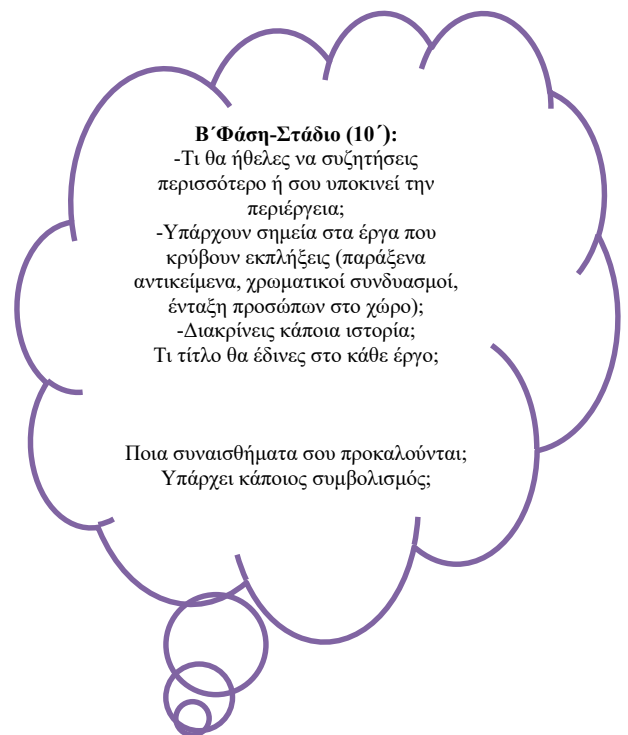 Β΄Φάση-Στάδιο (10΄):
-Τι θα ήθελες να συζητήσεις
περισσότερο ή σου υποκινεί την
περιέργεια;
-Υπάρχουν σημεία στα έργα που
κρύβουν εκπλήξεις (παράξενα
αντικείμενα, χρωματικοί συνδυασμοί,
ένταξη προσώπων στο χώρο);
-Διακρίνεις κάποια ιστορία;
Τι τίτλο θα έδινες στο κάθε έργο;
Ποια συναισθήματα σου προκαλούνται;
Υπάρχει κάποιος συμβολισμός;